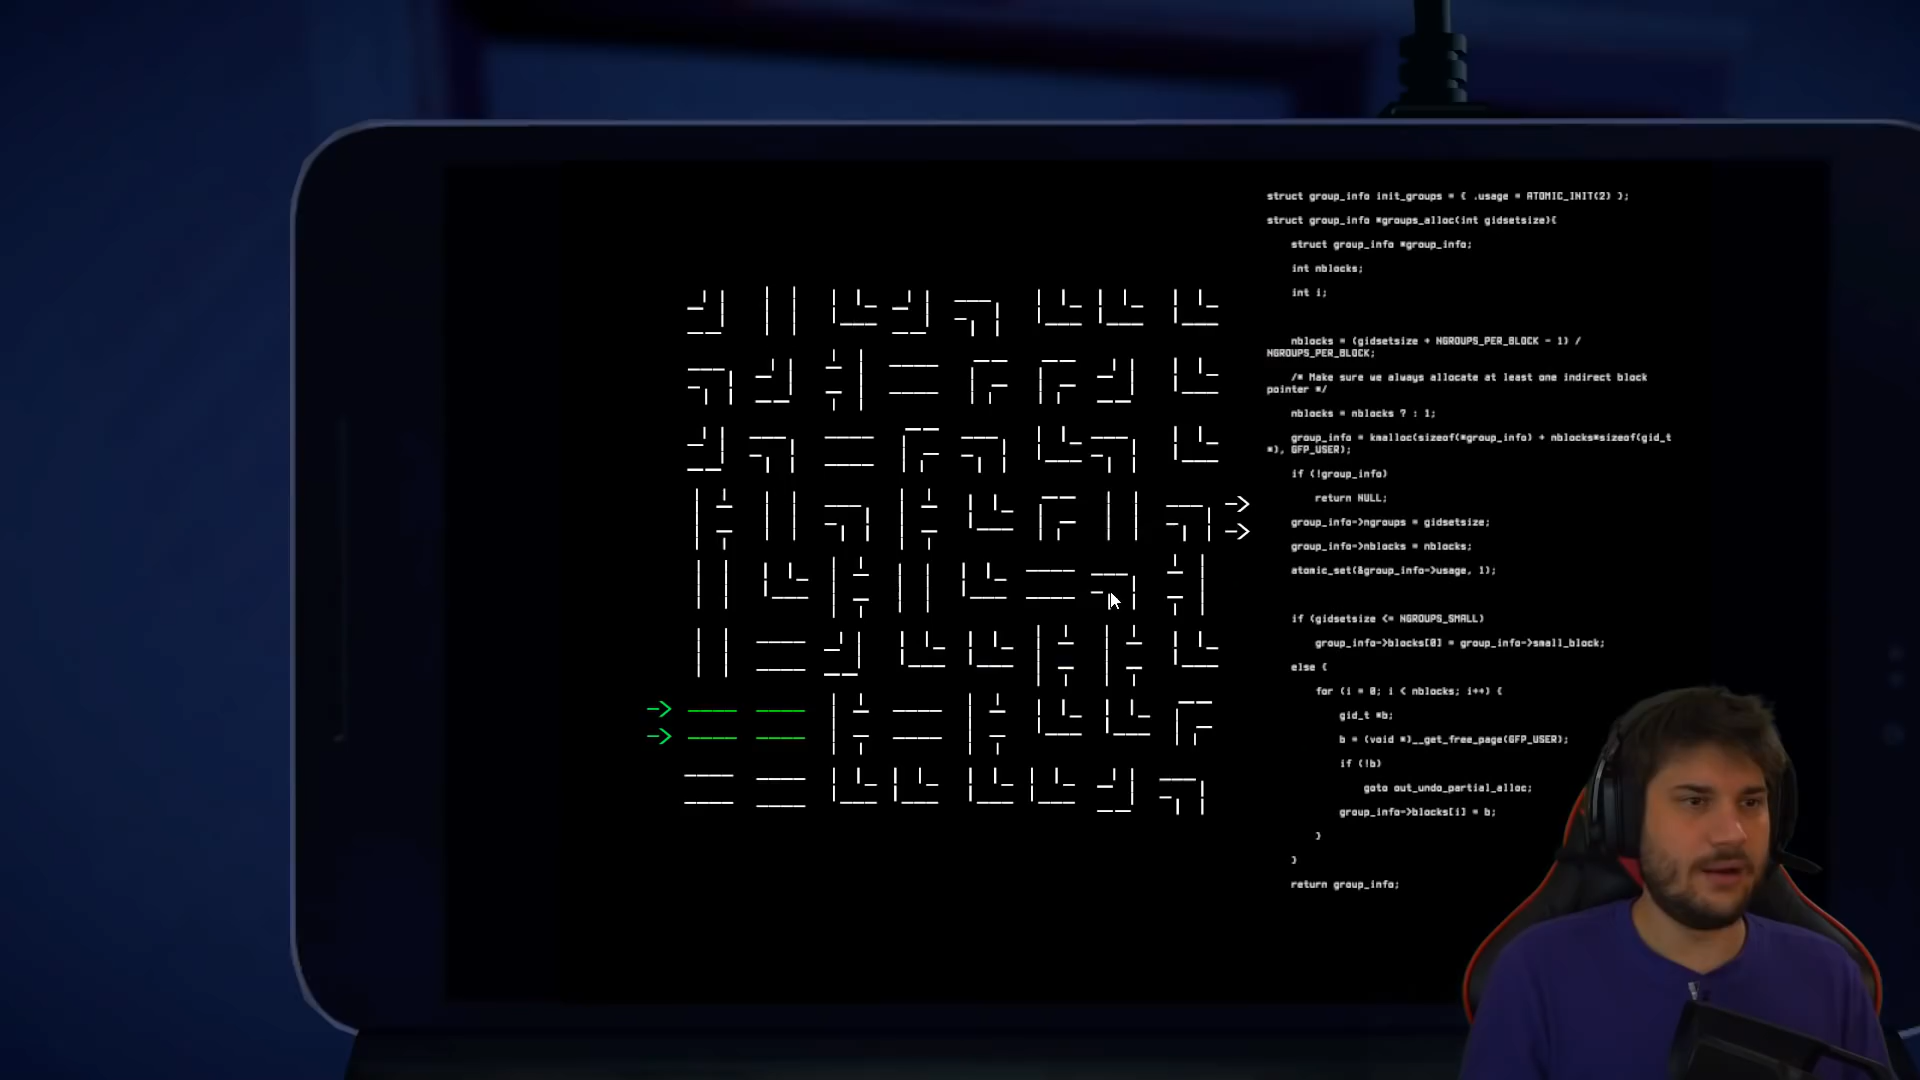 struct group_info init_groups = { .usage = ATOMIC_INIT(2) };
struct group_info *groups_alloc(int gidsetsize){
struct group_info *group_info;
int nblocks;
int i;
nblocks = (gidsetsize + NGROUPS_PER_BLOCK - 1) /
NGROUPS_PER_BLOCK;
/* Make sure we always allocate at least one indirect block
pointer */
nblocks = nblocks ? : 1;
group_info = kmalloc(sizeof(*group_info) + nblocks*sizeof(gid_t
*), GFP_USER);
if (!group_info)
return NULL;
group_info->ngroups = gidsetsize;
group_info->nblocks = nblocks;
atomic_set(&group_info->usage, 1);
if (gidsetsize <= NGROUPS_SMALL)
group_info->blocks[0] = group_info->small_block;
else {
for (i = 0; i < nblocks; i++) {
gid_t *b;
b = (void *)__get_free_page(GFP_USER);
if (!b)
goto out_undo_partial_alloc;
group_info->blocks[i] = b;
}
}
return group_info;